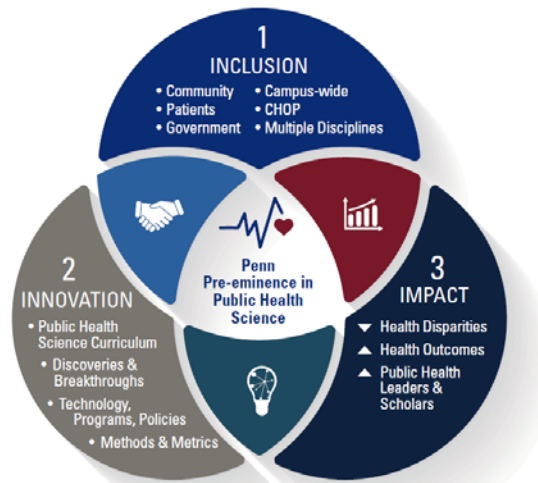 1
INCLUSION
• Community
• Patients
• Government
• Campus-wide
• CHOP
• Multiple Disciplines
Penn
Pre-eminence in
Public Health
Science
2
INNOVATION
• Public Health
Science Curriculum
• Discoveries &
Breakthroughs
• Technology,
Programs, Policies
• Methods & Metrics
3
IMPACT
▼ Health Disparities
▲ Health Outcomes
▲ Public Health
Leaders &
Scholars